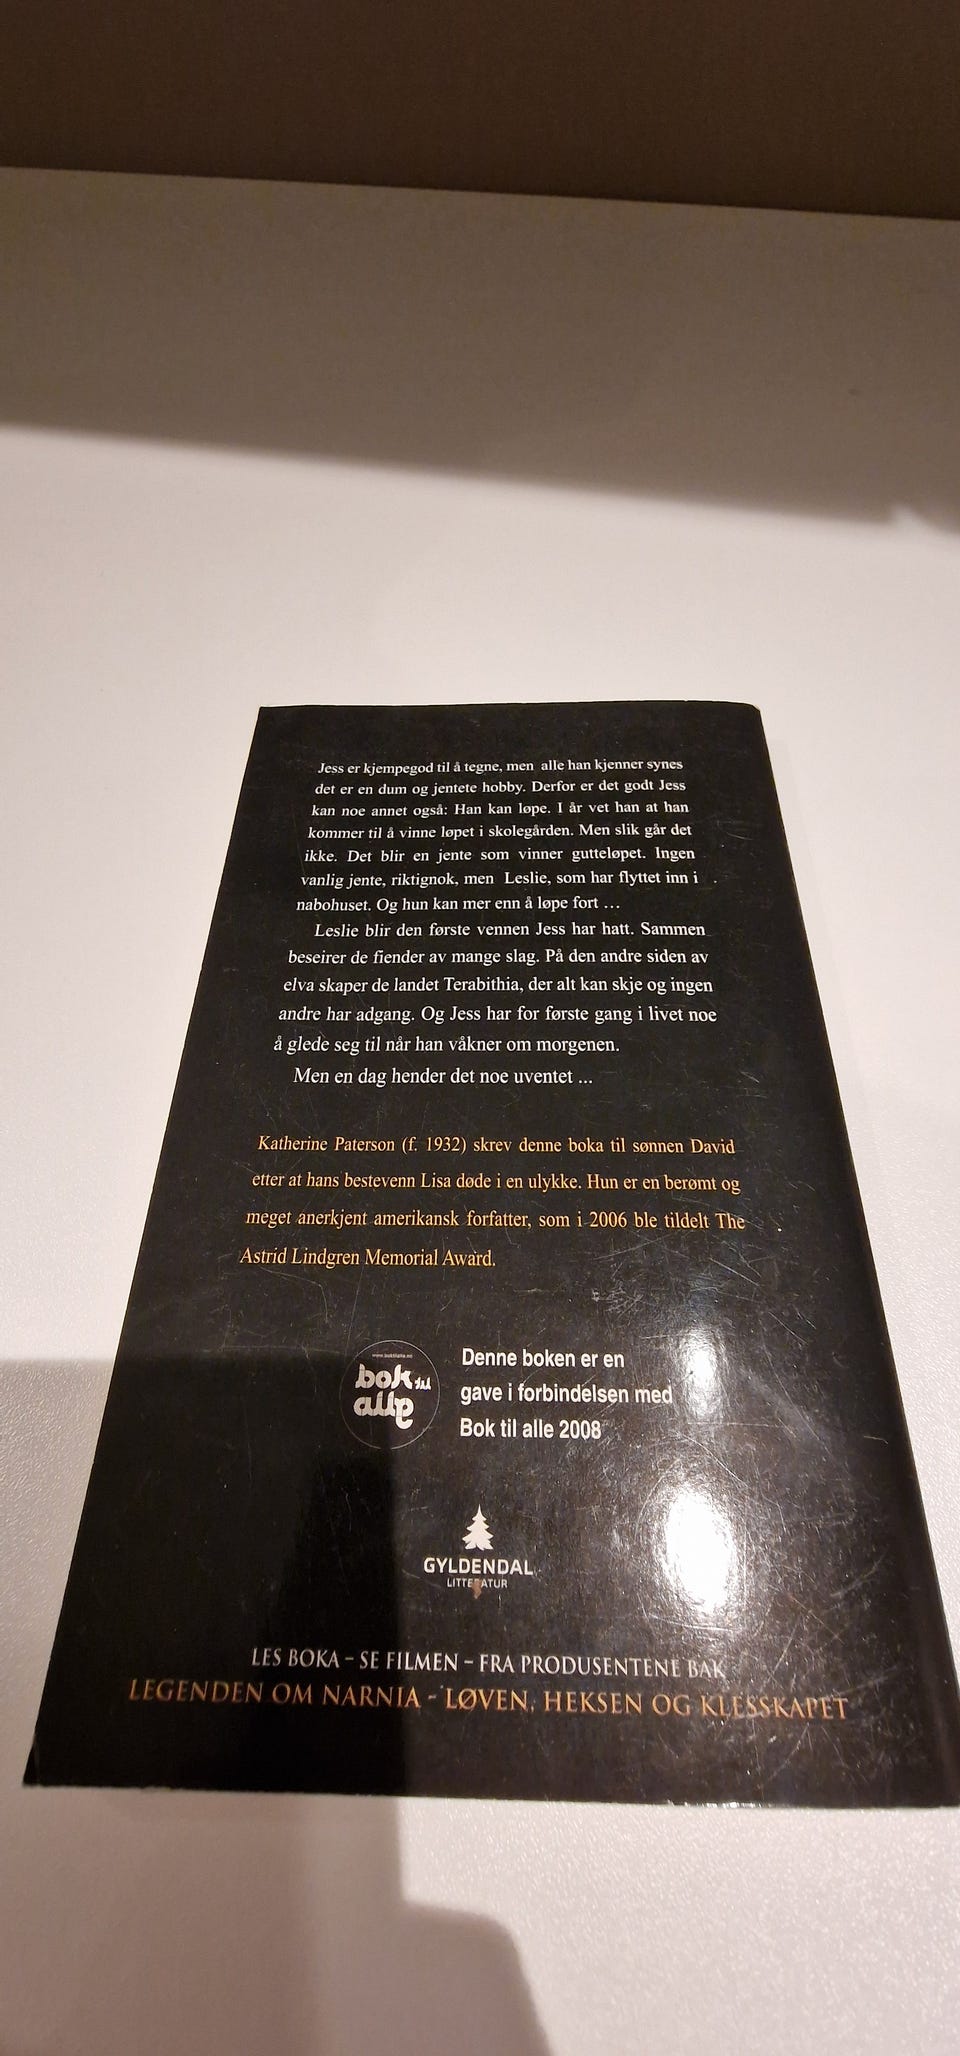 Jess er kjempegod til å tegne, men alle han kjenner synes
det er en dum og jentete hobby. Derfor er det godt Jess
kan noe annet også: Han kan løpe. I år vet han at han
kommer til å vinne løpet i skolegården. Men slik går det
ikke. Det blir en jente som vinner gutteløpet. Ingen
vanlig jente, riktignok, men Leslie, som har flyttet inn i
nabohuset. Og hun kan mer enn å løpe fort ...
Leslie blir den første vennen Jess har hatt. Sammen
beseirer de fiender av mange slag. På den andre siden av
elva skaper de landet Terabithia, der alt kan skje og ingen
andre har adgang. Og Jess har for første gang i livet noe
å glede seg til når han våkner om morgenen.
Men en dag hender det noe uventet ...
Katherine Paterson (f. 1932) skrev denne boka til sønnen David
etter at hans bestevenn Lisa døde i en ulykke. Hun er en berømt og
meget anerkjent amerikansk forfatter, som i 2006 ble tildelt The
Astrid Lindgren Memorial Award.
www.boktilalle.no
bok til
alle
Denne boken er en
gave i forbindelsen med
Bok til alle 2008
GYLDENDAL
LITTERATUR
LES BOKA – SE FILMEN – FRA PRODUSENTENE BAK
LEGENDEN OM NARNIA - LØVEN, HEKSEN OG KLESSKAPET